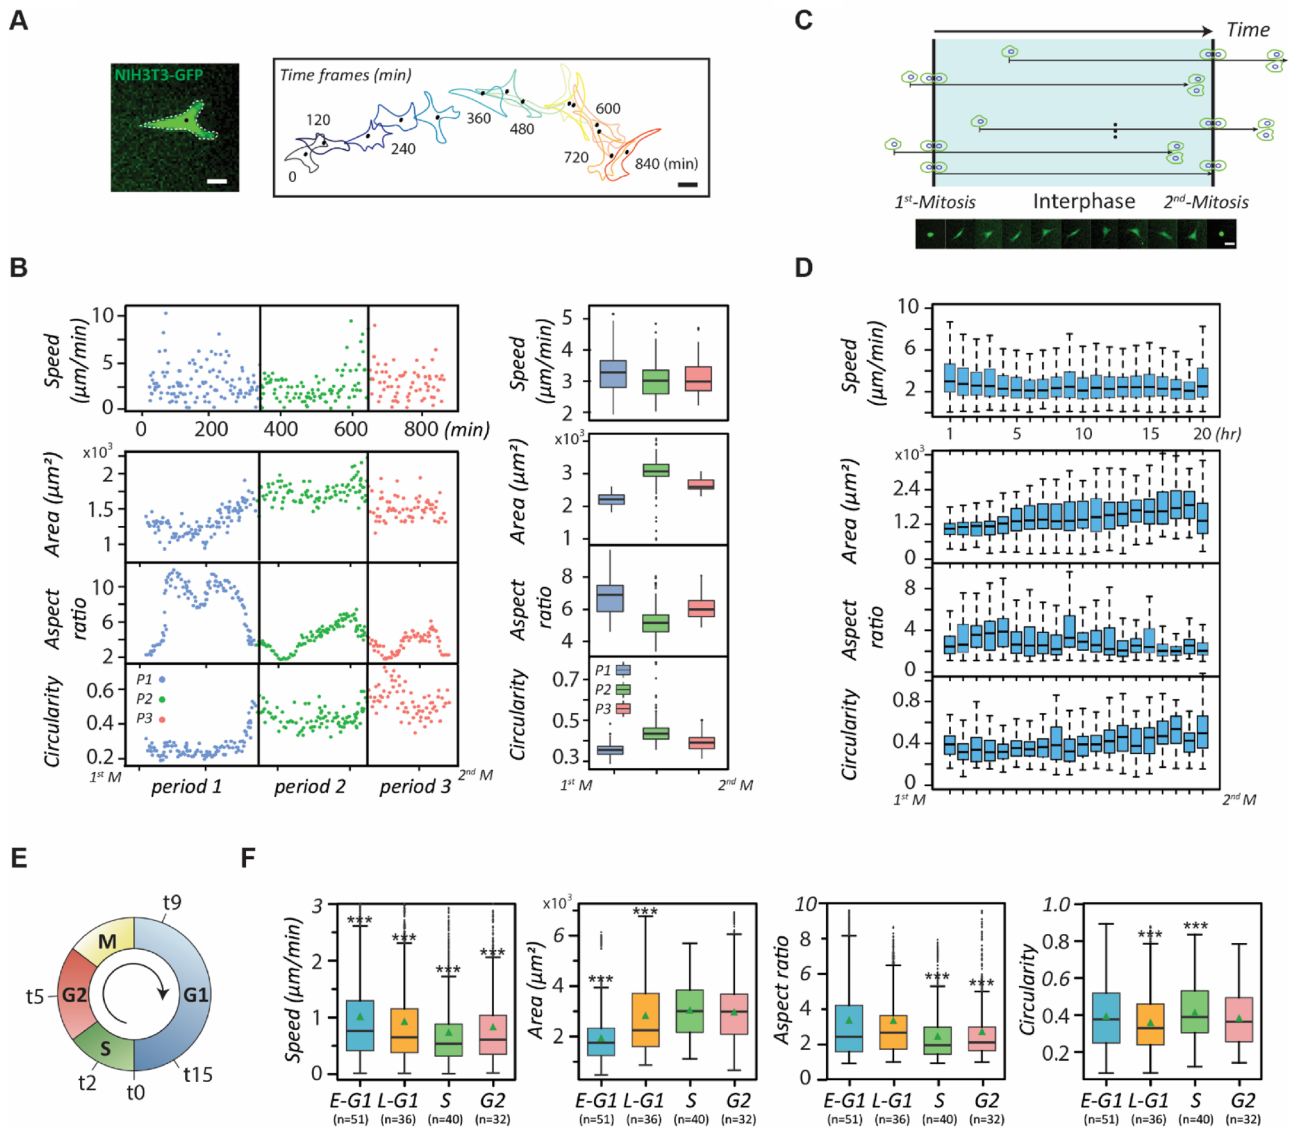 A
NIH3T3-GFP
Time frames (min)
120
0
240
360
480
600
720
840 (min)
C
Time
1st-Mitosis
Interphase
2nd-Mitosis
B
Speed
(µm/min)
10
5
0
0
200
400
600
800
(min)
x10³
Area (µm²)
2
1.5
1
Aspect
ratio
10
6
2
Circularity
0.6
0.4
0.2
P1
P2
P3
1st M
period 1
period 2
period 3
2nd M
Speed
(µm/min)
5
4
3
2
x10³
Area (µm²)
3
2
1
Aspect
ratio
8
6
4
Circularity
0.7
0.5
0.3
P1
P2
P3
1st M
2nd M
D
Speed
(µm/min)
10
6
2
1
5
10
15
20 (hr)
x10³
Area (µm²)
2.4
1.2
0
Aspect
ratio
8
4
0
Circularity
0.8
0.4
0
1st M
2nd M
E
t9
M
G1
G2
S
t5
t2
t0
t15
F
Speed (µm/min)
3
2
1
0
***
***
***
***
E-G1
L-G1
S
G2
(n=51)
(n=36)
(n=40)
(n=32)
x10³
Area (µm²)
6
4
2
***
***
E-G1
L-G1
S
G2
(n=51)
(n=36)
(n=40)
(n=32)
Aspect ratio
10
8
6
4
2
0
***
***
E-G1
L-G1
S
G2
(n=51)
(n=36)
(n=40)
(n=32)
Circularity
1.0
0.8
0.6
0.4
0.2
***
***
E-G1
L-G1
S
G2
(n=51)
(n=36)
(n=40)
(n=32)